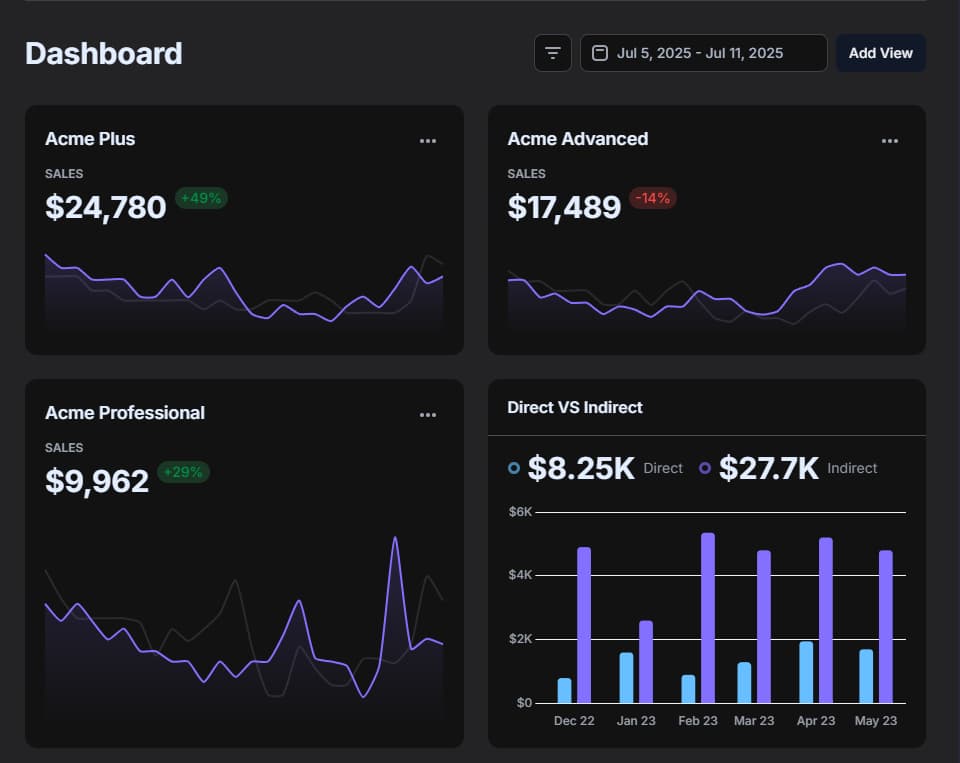 Dashboard
Jul 5, 2025 - Jul 11, 2025
Add View
Acme Plus
SALES
$24,780 +49%
Acme Advanced
SALES
$17,489 -14%
Acme Professional
SALES
$9,962 +29%
Direct VS Indirect
$8.25K Direct $27.7K Indirect
$6K
$4K
$2K
$0
Dec 22 Jan 23 Feb 23 Mar 23 Apr 23 May 23